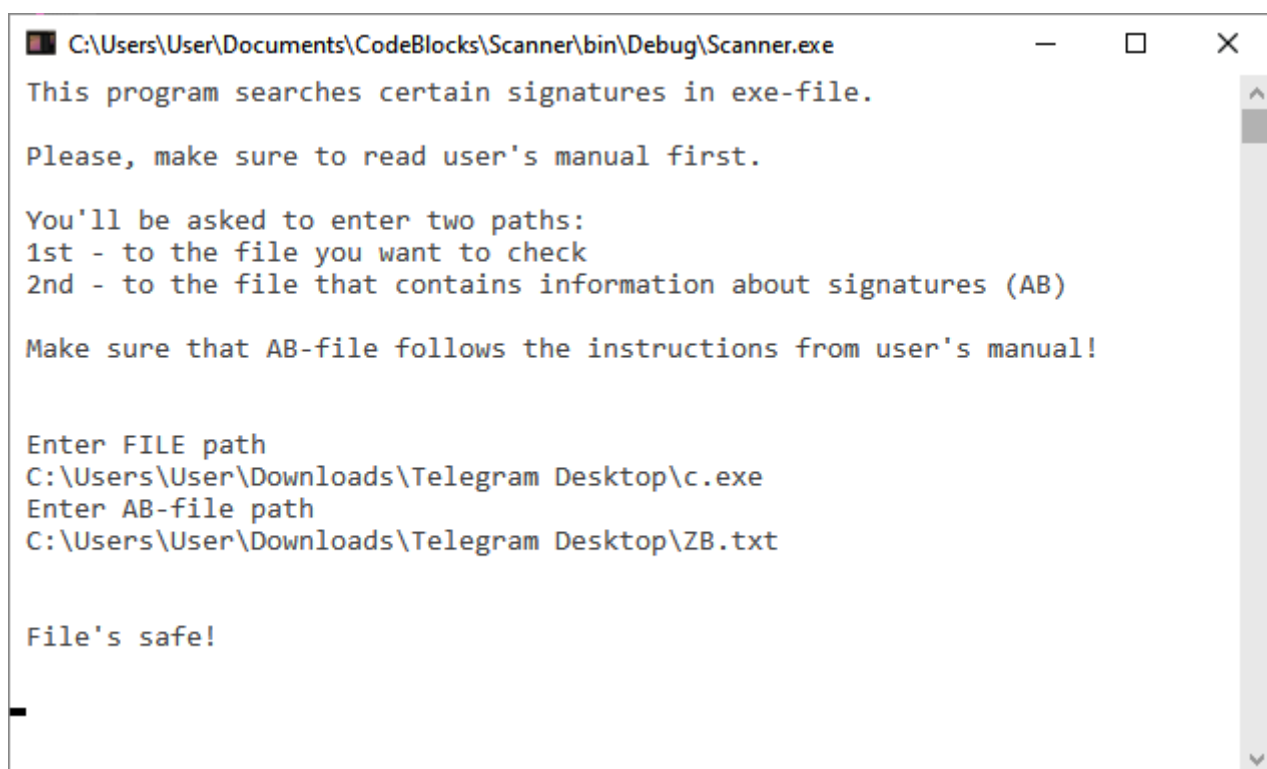 C:\Users\User\Documents\CodeBlocks\Scanner\bin\Debug\Scanner.exe
This program searches certain signatures in exe-file.
Please, make sure to read user's manual first.
You'll be asked to enter two paths:
1st - to the file you want to check
2nd - to the file that contains information about signatures (AB)
Make sure that AB-file follows the instructions from user's manual!
Enter FILE path
C:\Users\User\Downloads\Telegram Desktop\c.exe
Enter AB-file path
C:\Users\User\Downloads\Telegram Desktop\ZB.txt
File's safe!